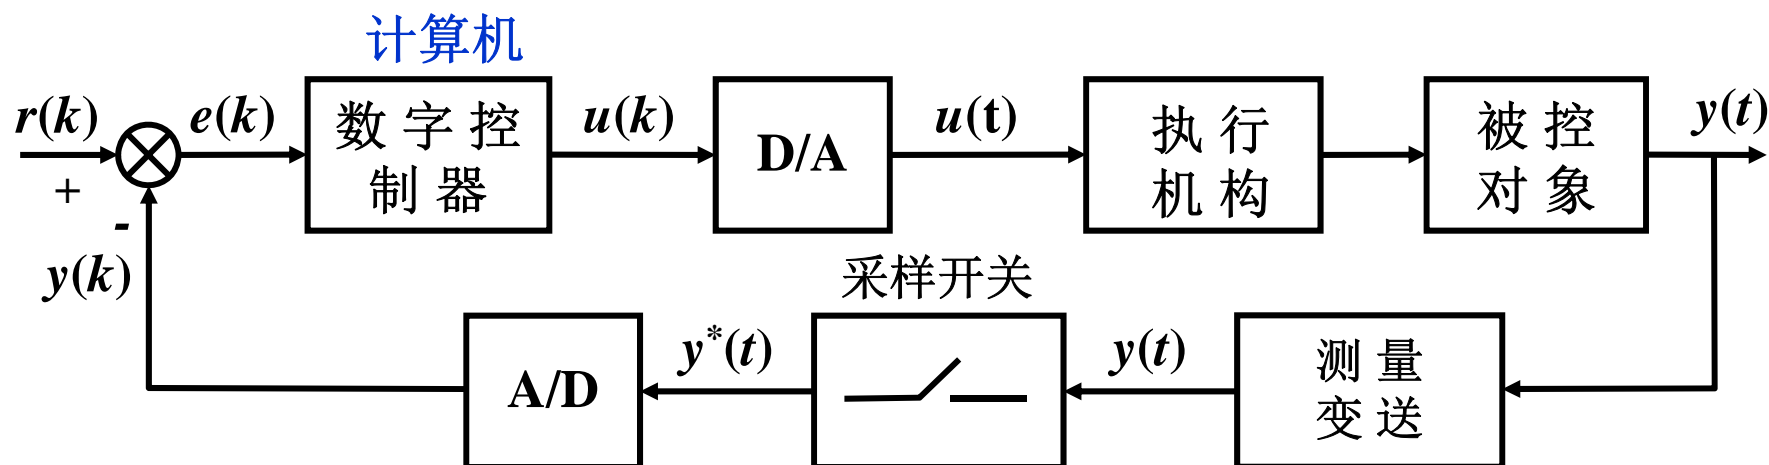 计算机
r(k)
+
-
e(k)
数字控
制器
u(k)
D/A
u(t)
执行
机构
被控
对象
y(t)
y(k)
A/D
y*(t)
采样开关
y(t)
测量
变送